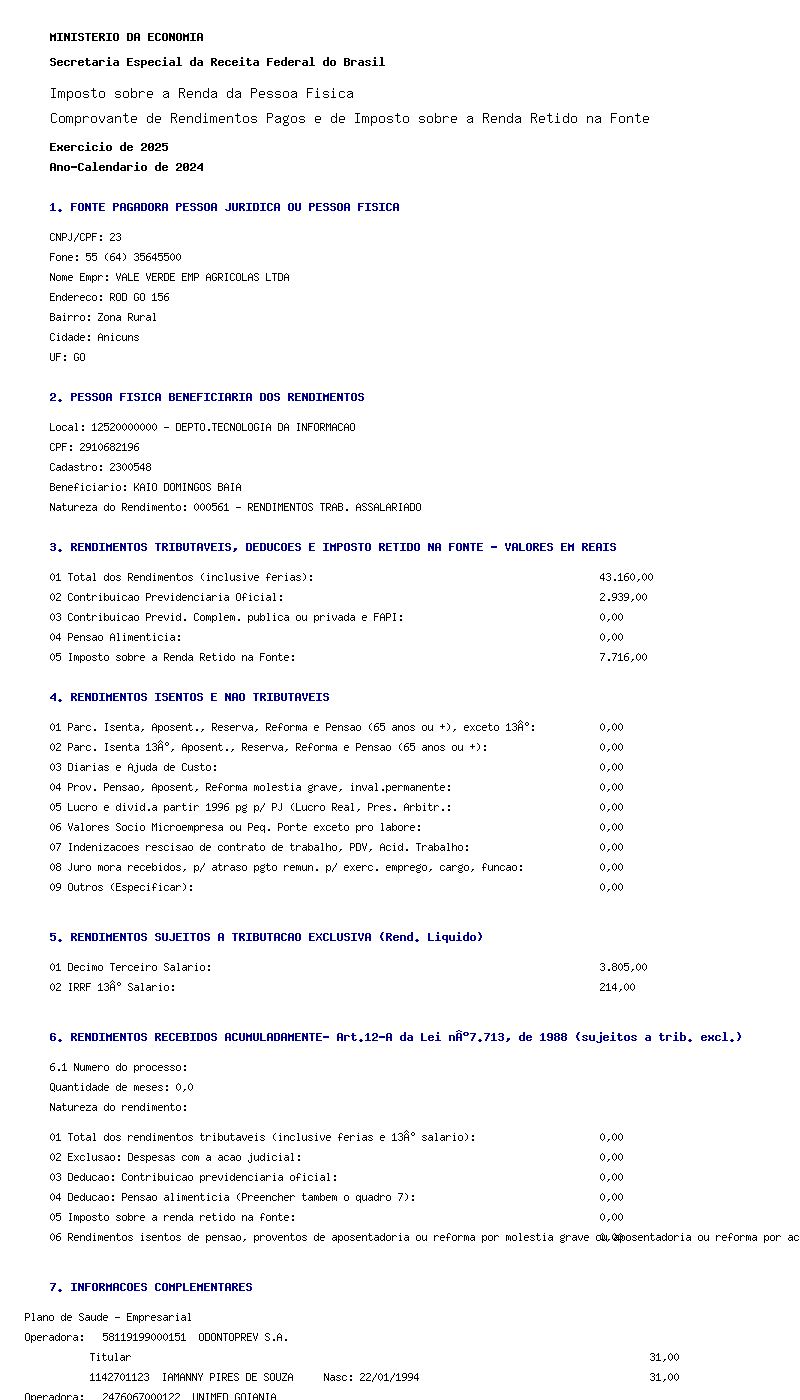 MINISTERIO DA ECONOMIA
Secretaria Especial da Receita Federal do Brasil
Imposto sobre a Renda da Pessoa Fisica
Comprovante de Rendimentos Pagos e de Imposto sobre a Renda Retido na Fonte
Exercicio de 2025
Ano-Calendario de 2024
1. FONTE PAGADORA PESSOA JURIDICA OU PESSOA FISICA
CNPJ/CPF: 23
Fone: 55 (64) 35645500
Nome Empr: VALE VERDE EMP AGRICOLAS LTDA
Endereco: ROD GO 156
Bairro: Zona Rural
Cidade: Anicuns
UF: GO
2. PESSOA FISICA BENEFICIARIA DOS RENDIMENTOS
Local: 12520000000 - DEPTO.TECNOLOGIA DA INFORMACAO
CPF: 2910682196
Cadastro: 2300548
Beneficiario: KAIO DOMINGOS BAIA
Natureza do Rendimento: 000561 - RENDIMENTOS TRAB. ASSALARIADO
3. RENDIMENTOS TRIBUTAVEIS, DEDUCOES E IMPOSTO RETIDO NA FONTE - VALORES EM REAIS
01 Total dos Rendimentos (inclusive ferias): 43.160,00
02 Contribuicao Previdenciaria Oficial: 2.939,00
03 Contribuicao Previd. Complem. publica ou privada e FAPI: 0,00
04 Pensao Alimenticia: 0,00
05 Imposto sobre a Renda Retido na Fonte: 7.716,00
4. RENDIMENTOS ISENTOS E NAO TRIBUTAVEIS
01 Parc. Isenta, Aposent., Reserva, Reforma e Pensao (65 anos ou +), exceto 13Âº: 0,00
02 Parc. Isenta 13Âº, Aposent., Reserva, Reforma e Pensao (65 anos ou +): 0,00
03 Diarias e Ajuda de Custo: 0,00
04 Prov. Pensao, Aposent, Reforma molestia grave, inval.permanente: 0,00
05 Lucro e divid.a partir 1996 pg p/ PJ (Lucro Real, Pres. Arbitr.: 0,00
06 Valores Socio Microempresa ou Peq. Porte exceto pro labore: 0,00
07 Indenizacoes rescisao de contrato de trabalho, PDV, Acid. Trabalho: 0,00
08 Juro mora recebidos, p/ atraso pgto remun. p/ exerc. emprego, cargo, funcao: 0,00
09 Outros (Especificar): 0,00
5. RENDIMENTOS SUJEITOS A TRIBUTACAO EXCLUSIVA (Rend. Liquido)
01 Decimo Terceiro Salario: 3.805,00
02 IRRF 13Âº Salario: 214,00
6. RENDIMENTOS RECEBIDOS ACUMULADAMENTE- Art.12-A da Lei nÂº7.713, de 1988 (sujeitos a trib. excl.)
6.1 Numero do processo:
Quantidade de meses: 0,0
Natureza do rendimento:
01 Total dos rendimentos tributaveis (inclusive ferias e 13Âº salario): 0,00
02 Exclusao: Despesas com a acao judicial: 0,00
03 Deducao: Contribuicao previdenciaria oficial: 0,00
04 Deducao: Pensao alimenticia (Preencher tambem o quadro 7): 0,00
05 Imposto sobre a renda retido na fonte: 0,00
06 Rendimentos isentos de pensao, proventos de aposentadoria ou reforma por molestia grave ou aposentadoria ou reforma por ac 0,00
7. INFORMACOES COMPLEMENTARES
Plano de Saude - Empresarial
Operadora: 58119199000151 ODONTOPREV S.A.
Titular 31,00
1142701123 IAMANNY PIRES DE SOUZA Nasc: 22/01/1994 31,00
Operadora: 2476067000122 UNIMED GOIANIA